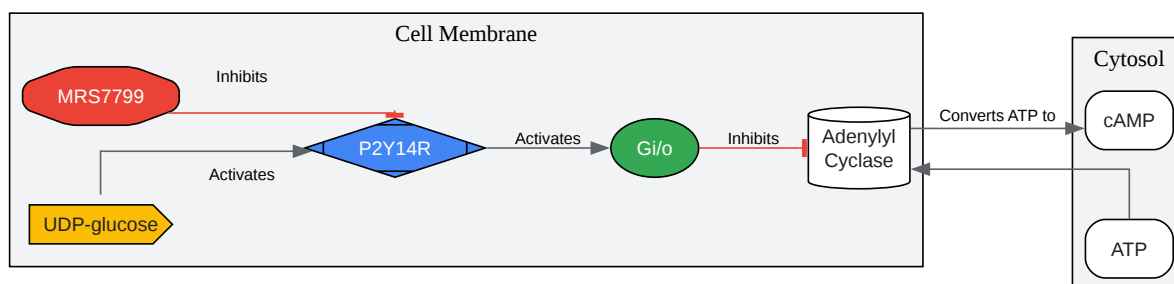 Cell Membrane
Cytosol
Inhibits
MRS7799
P2Y14R
Activates
Gi/o
Inhibits
Adenylyl
Cyclase
Converts ATP to
cAMP
Activates
UDP-glucose
ATP